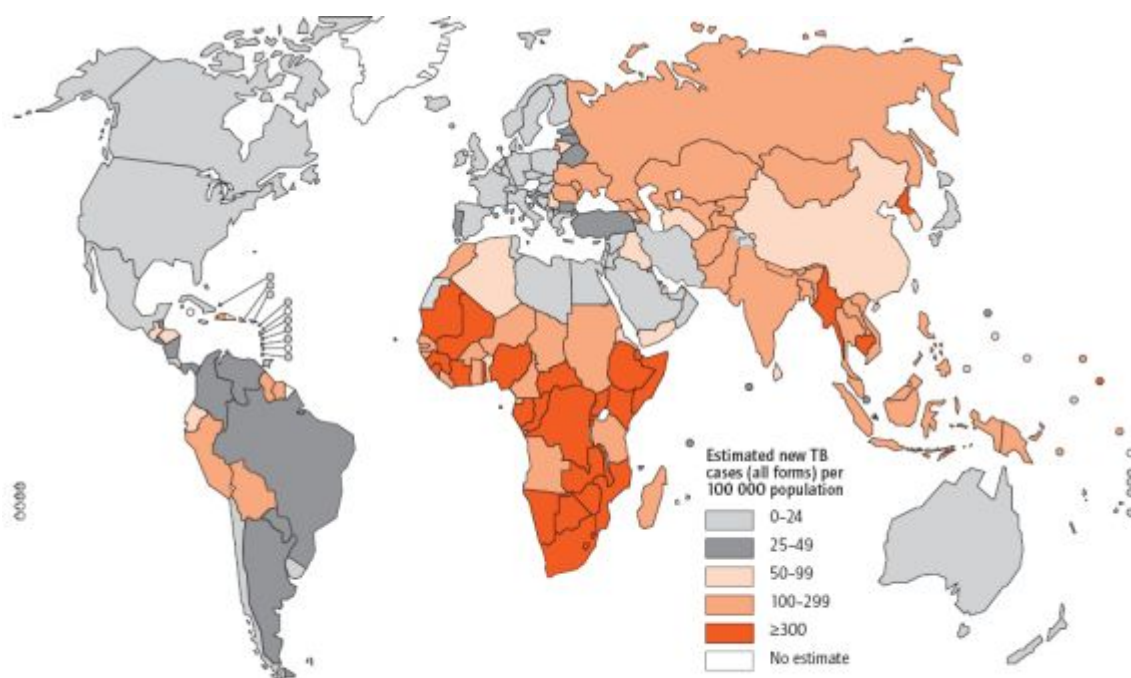 Estimated new TB
cases (all forms) per
100 000 population
0–24
25–49
50–99
100–299
≥300
No estimate